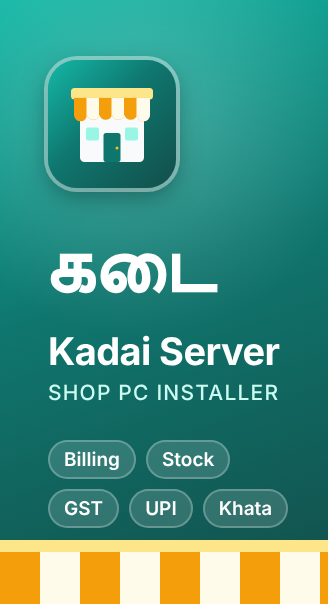 கடை
Kadai Server
SHOP PC INSTALLER
Billing Stock
GST UPI Khata